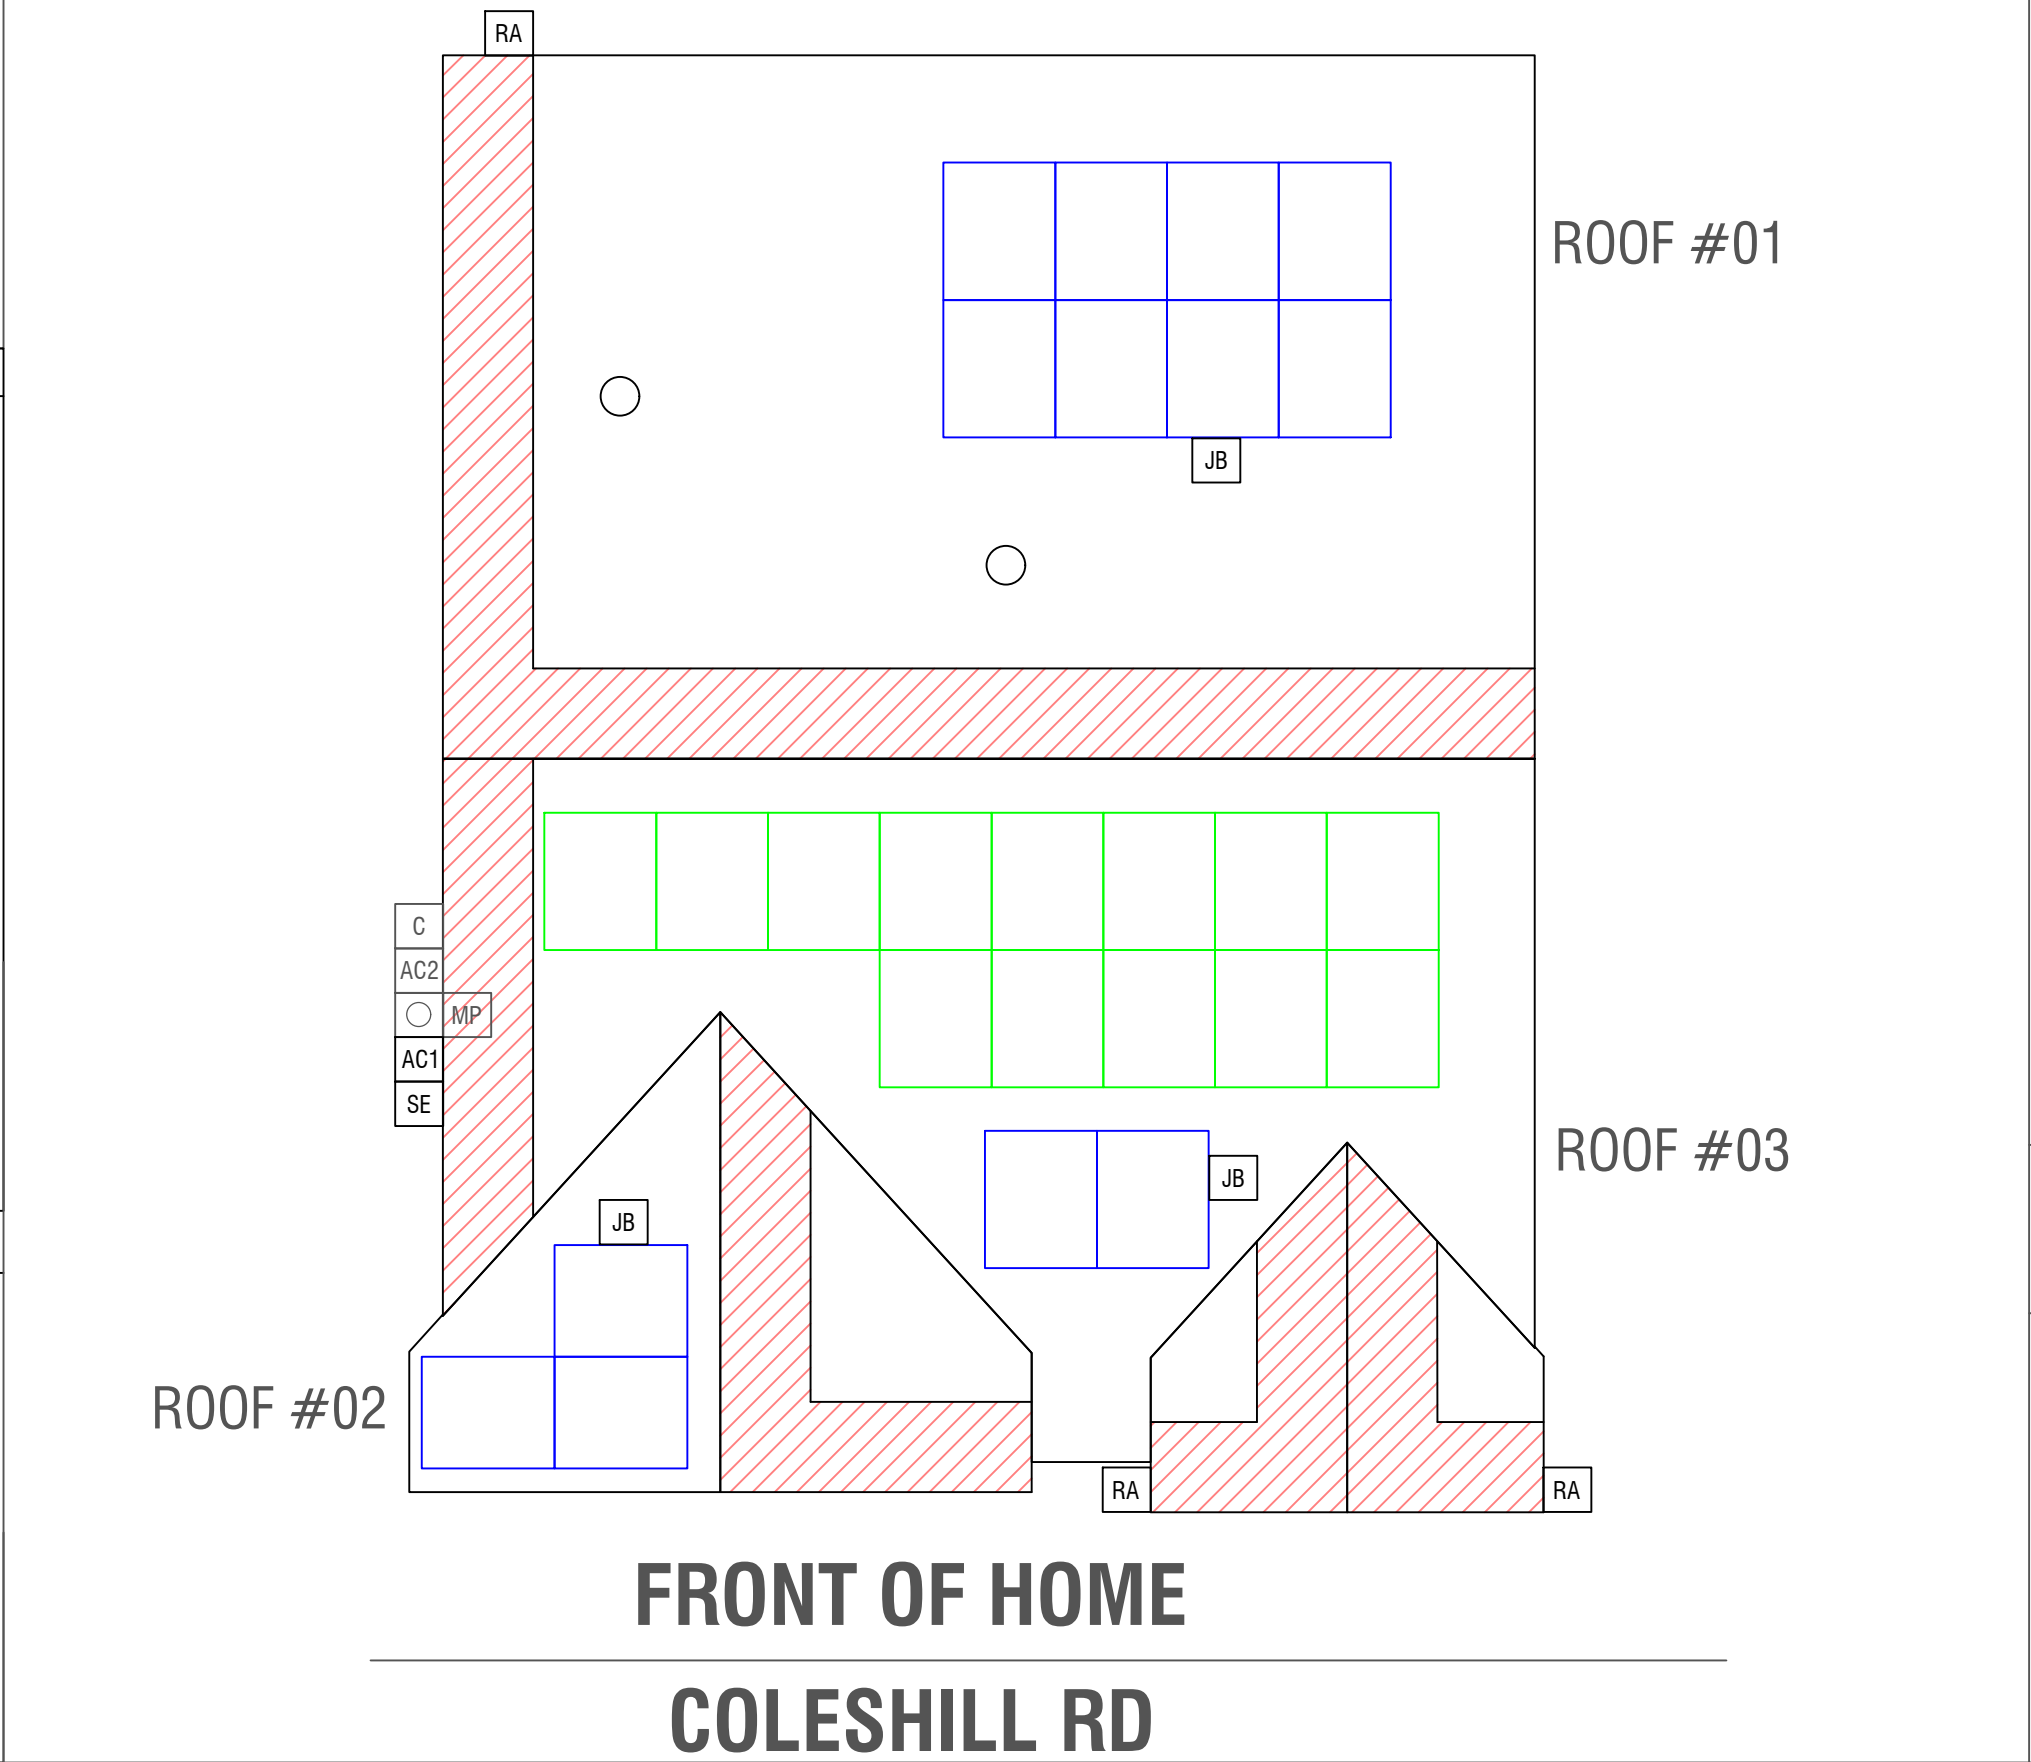 RA
ROOF #01
JB
C
AC2
MP
AC1
SE
JB
ROOF #03
JB
ROOF #02
RA
RA
FRONT OF HOME
COLESHILL RD